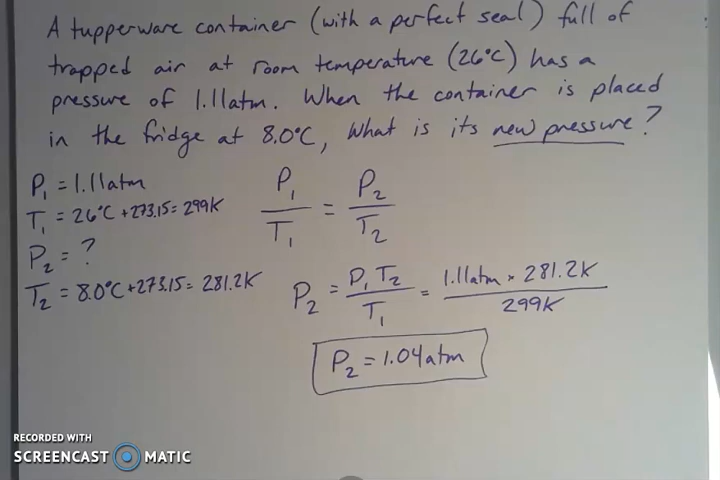 A tupperware container (with a perfect seal) full of
trapped air at room temperature (26°C) has a
pressure of 1.11atm. When the container is placed
in the fridge at 8.0°C, What is its new pressure?
P₁ = 1.11atm
T₁ = 26°C + 273.15 = 299K
P₂ = ?
T₂ = 8.0°C + 273.15 = 281.2K
P₁/T₁ = P₂/T₂
P₂ = P₁T₂/T₁ = 1.11atm × 281.2K/299K
P₂ = 1.04atm
RECORDED WITH
SCREENCAST MATIC